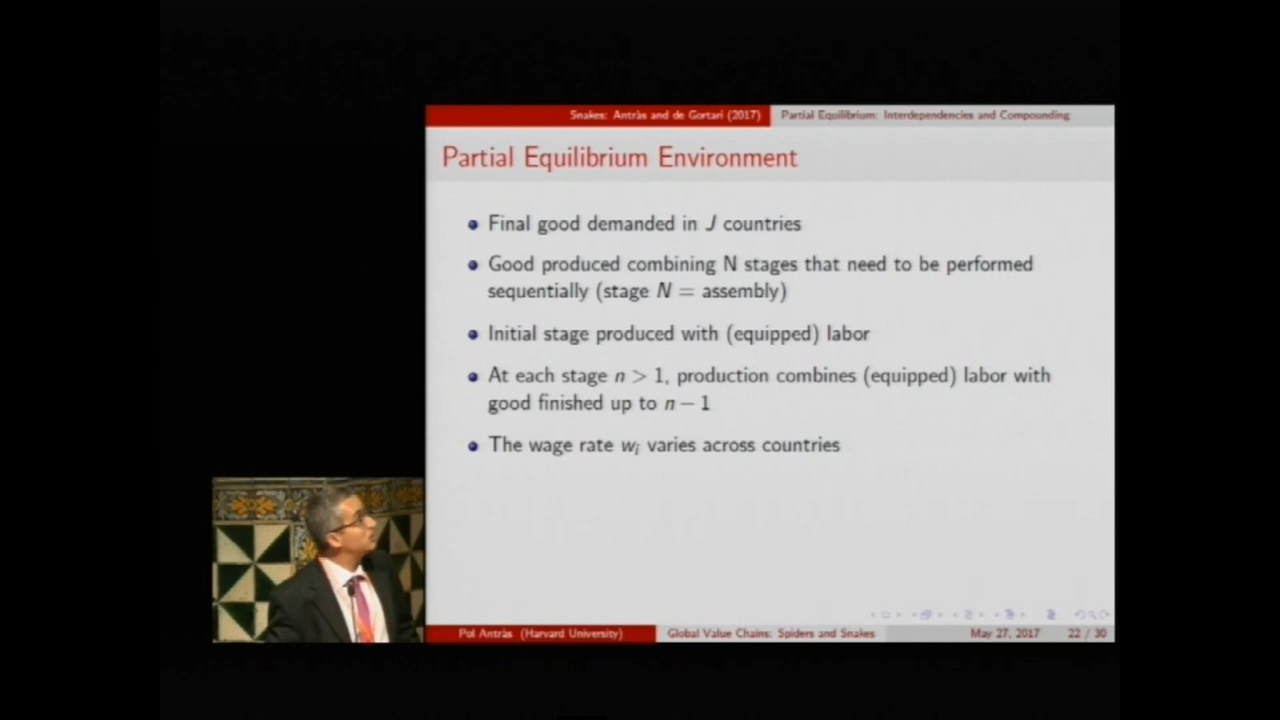 Snakes: Antràs and de Gortari (2017) Partial Equilibrium: Interdependencies and Compounding
Partial Equilibrium Environment
Final good demanded in J countries
Good produced combining N stages that need to be performed
sequentially (stage N = assembly)
Initial stage produced with (equipped) labor
At each stage n > 1, production combines (equipped) labor with
good finished up to n − 1
The wage rate wᵢ varies across countries
Pol Antràs (Harvard University) Global Value Chains: Spiders and Snakes May 27, 2017 22 / 30